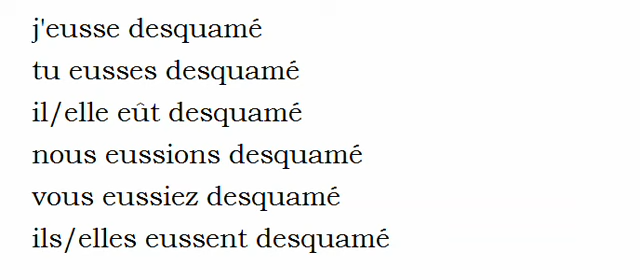 j'eusse desquamé
tu eusses desquamé
il/elle eût desquamé
nous eussions desquamé
vous eussiez desquamé
ils/elles eussent desquamé